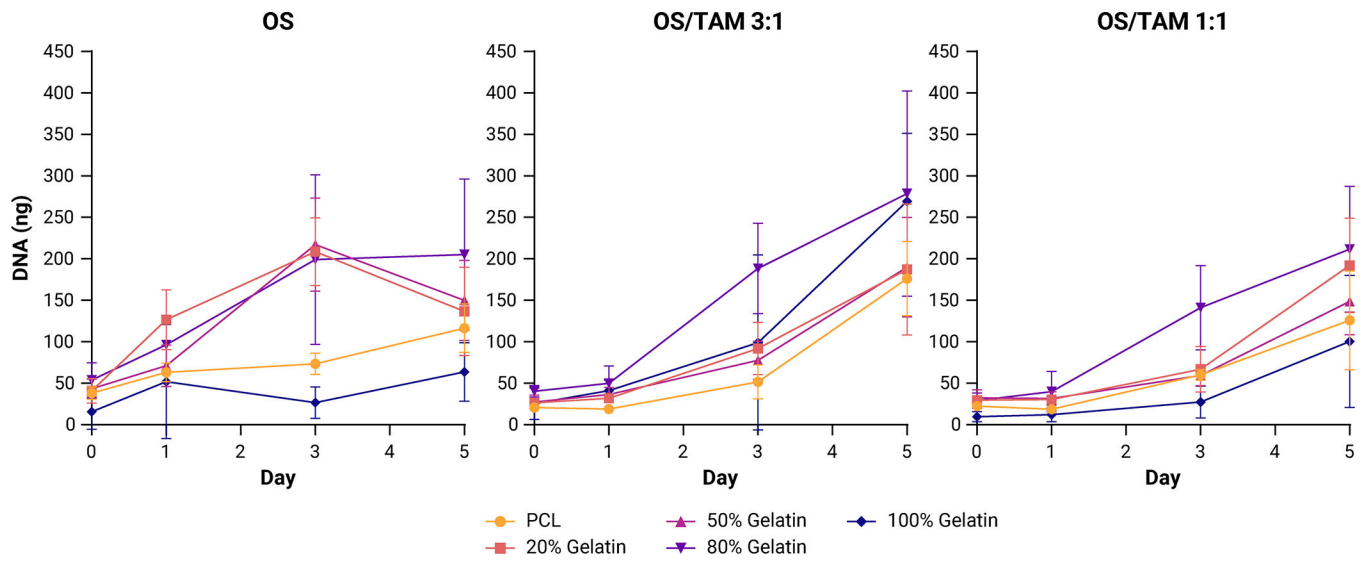 OS OS/TAM 3:1 OS/TAM 1:1
450 450 450
400 400 400
350 350 350
300 300 300
250 250 250
200 200 200
150 150 150
100 100 100
50 50 50
0 0 0
DNA (ng)
0 1 2 3 4 5 0 1 2 3 4 5 0 1 2 3 4 5
Day Day Day
PCL 50% Gelatin 100% Gelatin
20% Gelatin 80% Gelatin